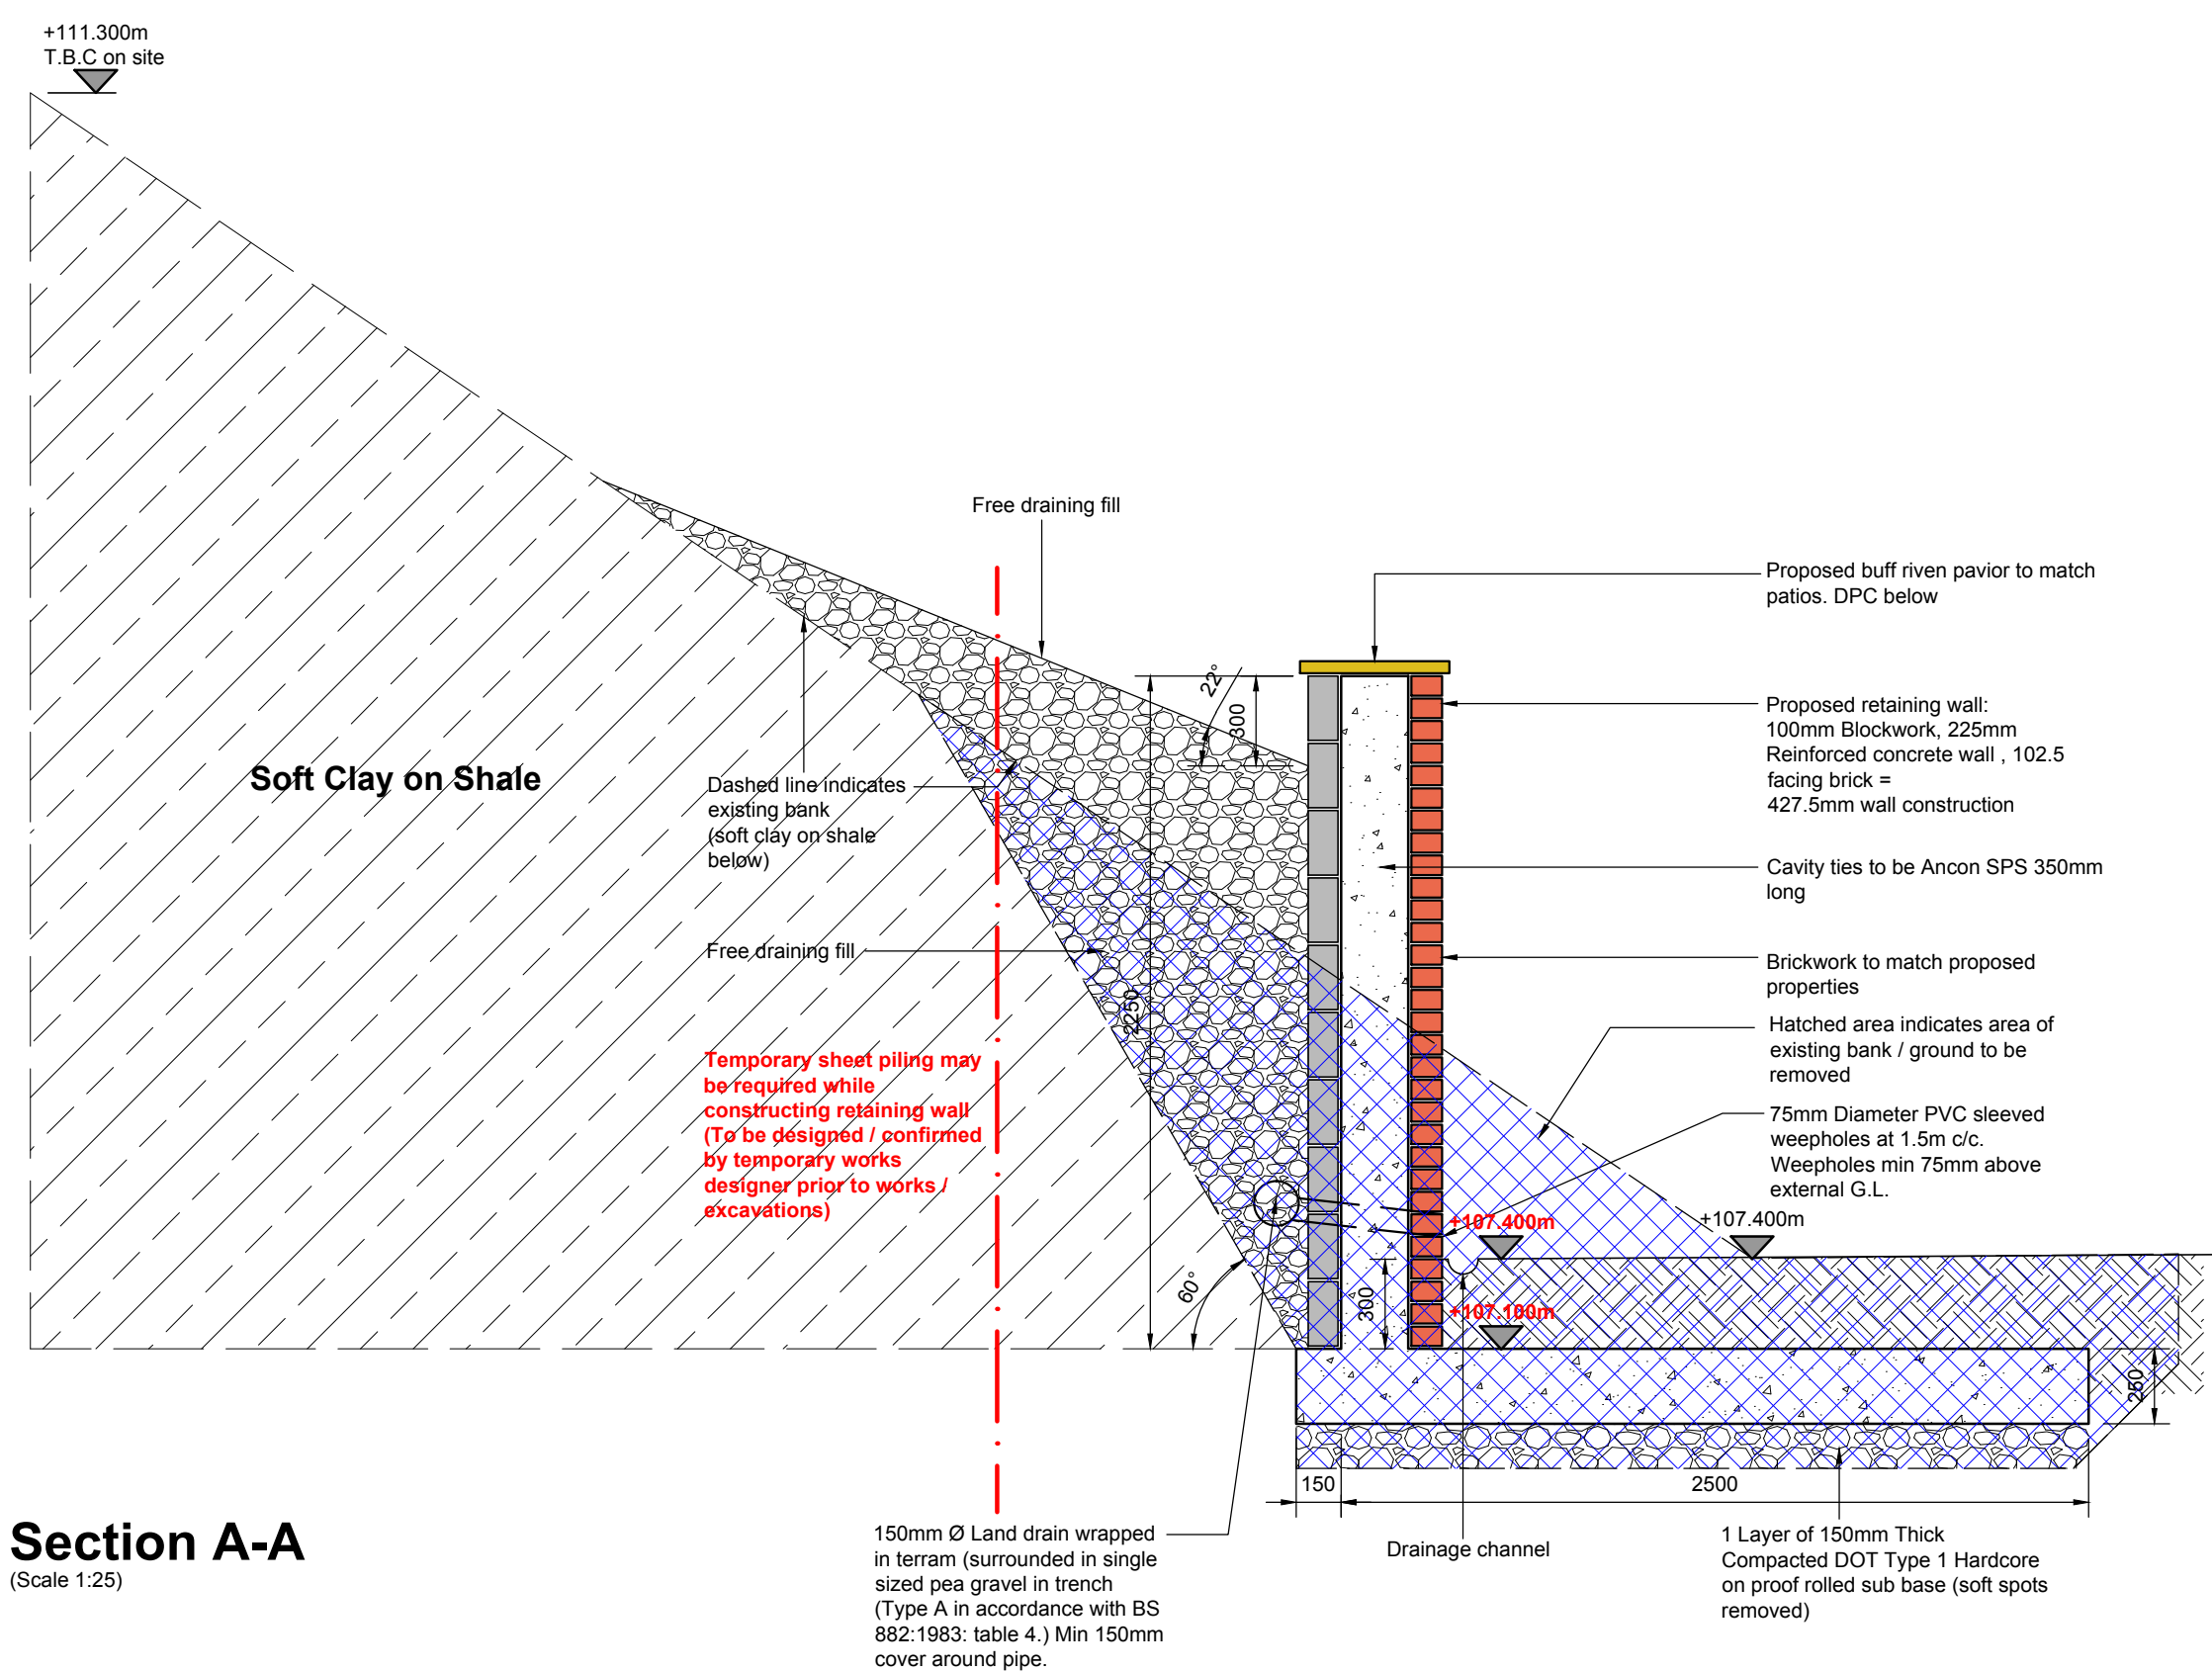 +111.300m
T.B.C on site
Free draining fill
Proposed buff riven pavior to match
patios. DPC below
22°
300
Proposed retaining wall:
100mm Blockwork, 225mm
Reinforced concrete wall , 102.5
facing brick =
427.5mm wall construction
Soft Clay on Shale
Dashed line indicates
existing bank
(soft clay on shale
below)
Cavity ties to be Ancon SPS 350mm
long
Free draining fill
Brickwork to match proposed
properties
2250
Hatched area indicates area of
existing bank / ground to be
removed
Temporary sheet piling may
be required while
constructing retaining wall
(To be designed / confirmed
by temporary works
designer prior to works /
excavations)
75mm Diameter PVC sleeved
weepholes at 1.5m c/c.
Weepholes min 75mm above
external G.L.
+107.400m
+107.400m
60°
300
+107.100m
250
150
2500
Section A-A
(Scale 1:25)
150mm Ø Land drain wrapped
in terram (surrounded in single
sized pea gravel in trench
(Type A in accordance with BS
882:1983: table 4.) Min 150mm
cover around pipe.
Drainage channel
1 Layer of 150mm Thick
Compacted DOT Type 1 Hardcore
on proof rolled sub base (soft spots
removed)